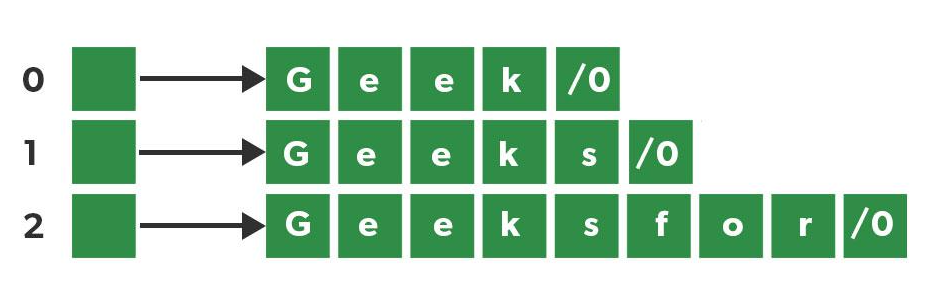 0 G e e k /0
1 G e e k s /0
2 G e e k s f o r /0